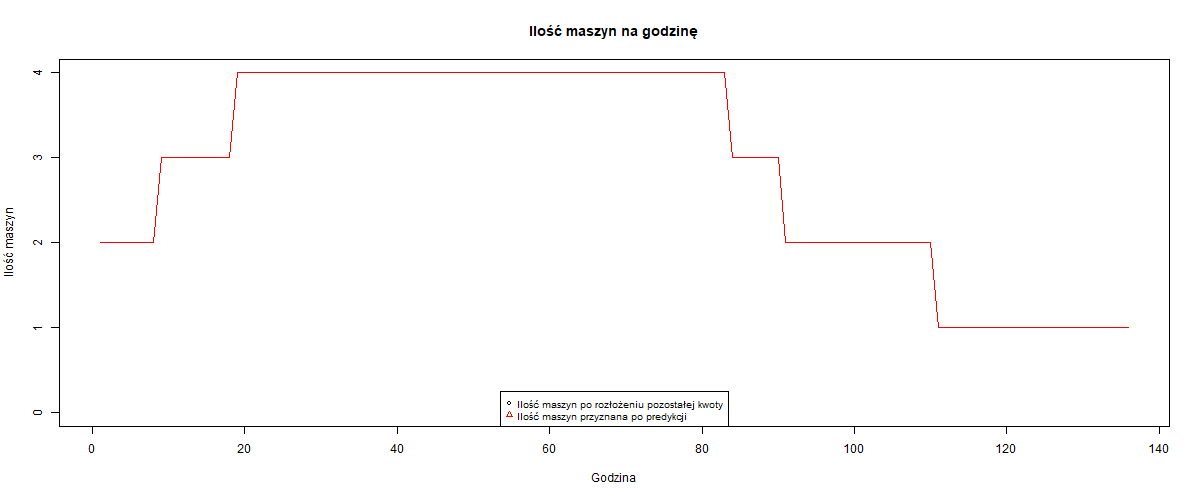 Ilość maszyn na godzinę
4
3
2
1
0
Ilość maszyn
Ilość maszyn po rozłożeniu pozostałej kwoty
Ilość maszyn przyznana po predykcji
0 20 40 60 80 100 120 140
Godzina